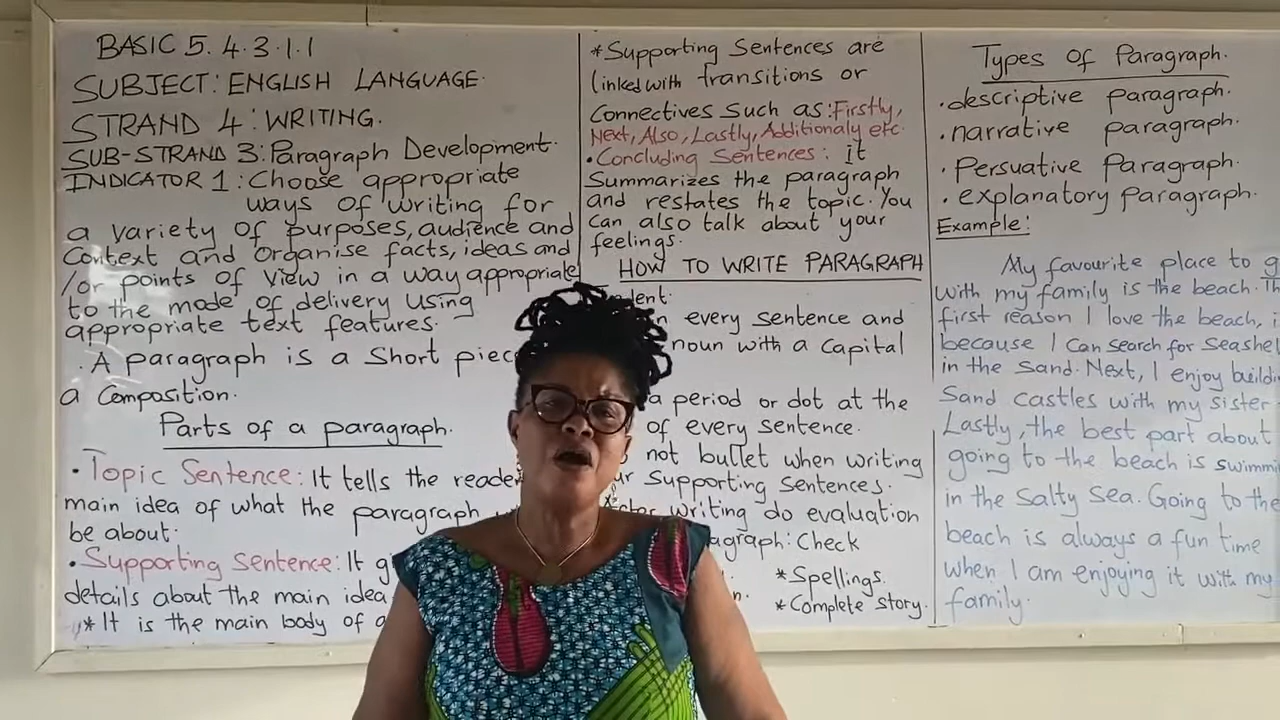 BASIC 5. 4.3.1.1
SUBJECT: ENGLISH LANGUAGE.
STRAND 4: WRITING.
SUB-STRAND 3: Paragraph Development.
INDICATOR 1: Choose appropriate
ways of writing for
a variety of purposes, audience and
Context and organise facts, ideas and
/or points of view in a way appropriate
to the mode of delivery using
appropriate text features.
. A paragraph is a short
a Composition.
Parts of a paragraph.
• Topic Sentence: It tells the
main idea of what the paragraph
be about.
• Supporting Sentence: It
details about the main idea
* It is the main body of
*Supporting Sentences are
linked with transitions or
Connectives Such as: Firstly,
Next, Also, Lastly, Additionaly etc.
• Concluding Sentences: it
Summarizes the paragraph
and restates the topic. You
Can also talk about your
feelings.
HOW TO WRITE PARAGRAPH
every sentence and
noun with a Capital
a period or dot at the
of every sentence.
not bullet when writing
Supporting Sentences.
writing do evaluation
Check
*Spellings.
*Complete story.
Types of Paragraph.
• descriptive paragraph.
• narrative paragraph.
• Persuative Paragraph.
• explanatory Paragraph.
Example:
My favourite place to
with my family is the beach.
first reason I love the beach,
because I can search for
in the sand. Next, I enjoy
Sand castles with my sister
Lastly, the best part about
going to the beach is
in the salty sea. Going to the
beach is always a fun time
when I am enjoying it with my
family.